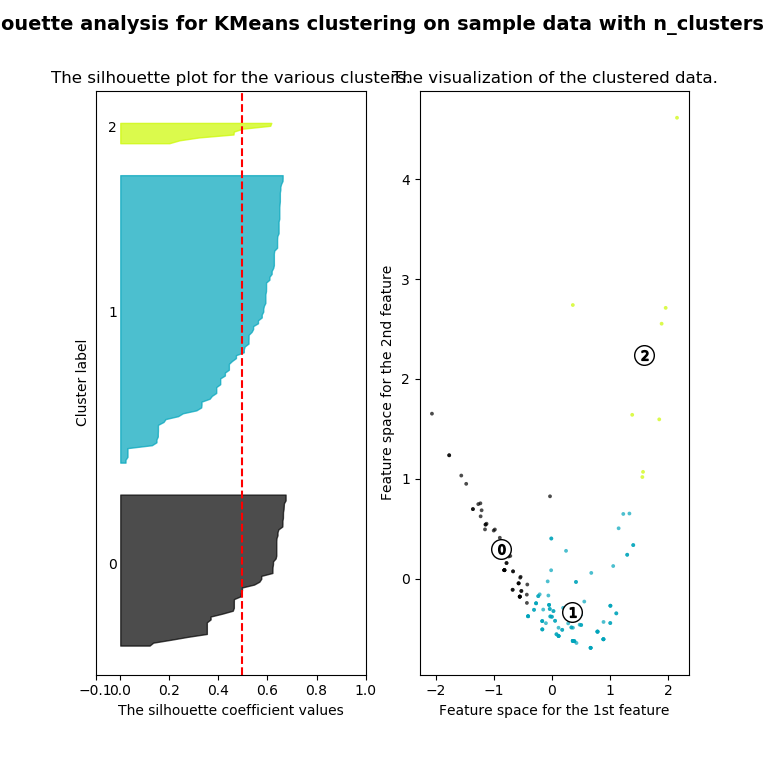 ouette analysis for KMeans clustering on sample data with n_clusters
The silhouette plot for the various clusters.
The visualization of the clustered data.
2
1
0
Cluster label
−0.1 0.0 0.2 0.4 0.6 0.8 1.0
The silhouette coefficient values
4
3
2
1
0
Feature space for the 2nd feature
2
0
1
−2 −1 0 1 2
Feature space for the 1st feature